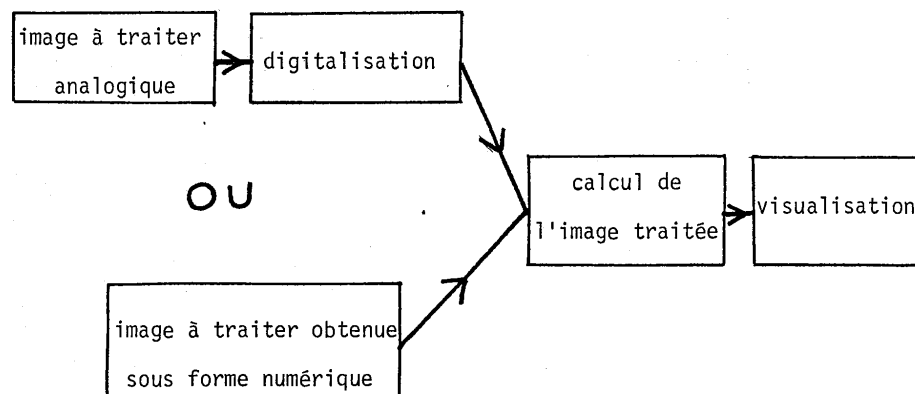 image à traiter
analogique
digitalisation
OU
calcul de
l'image traitée
visualisation
image à traiter obtenue
sous forme numérique